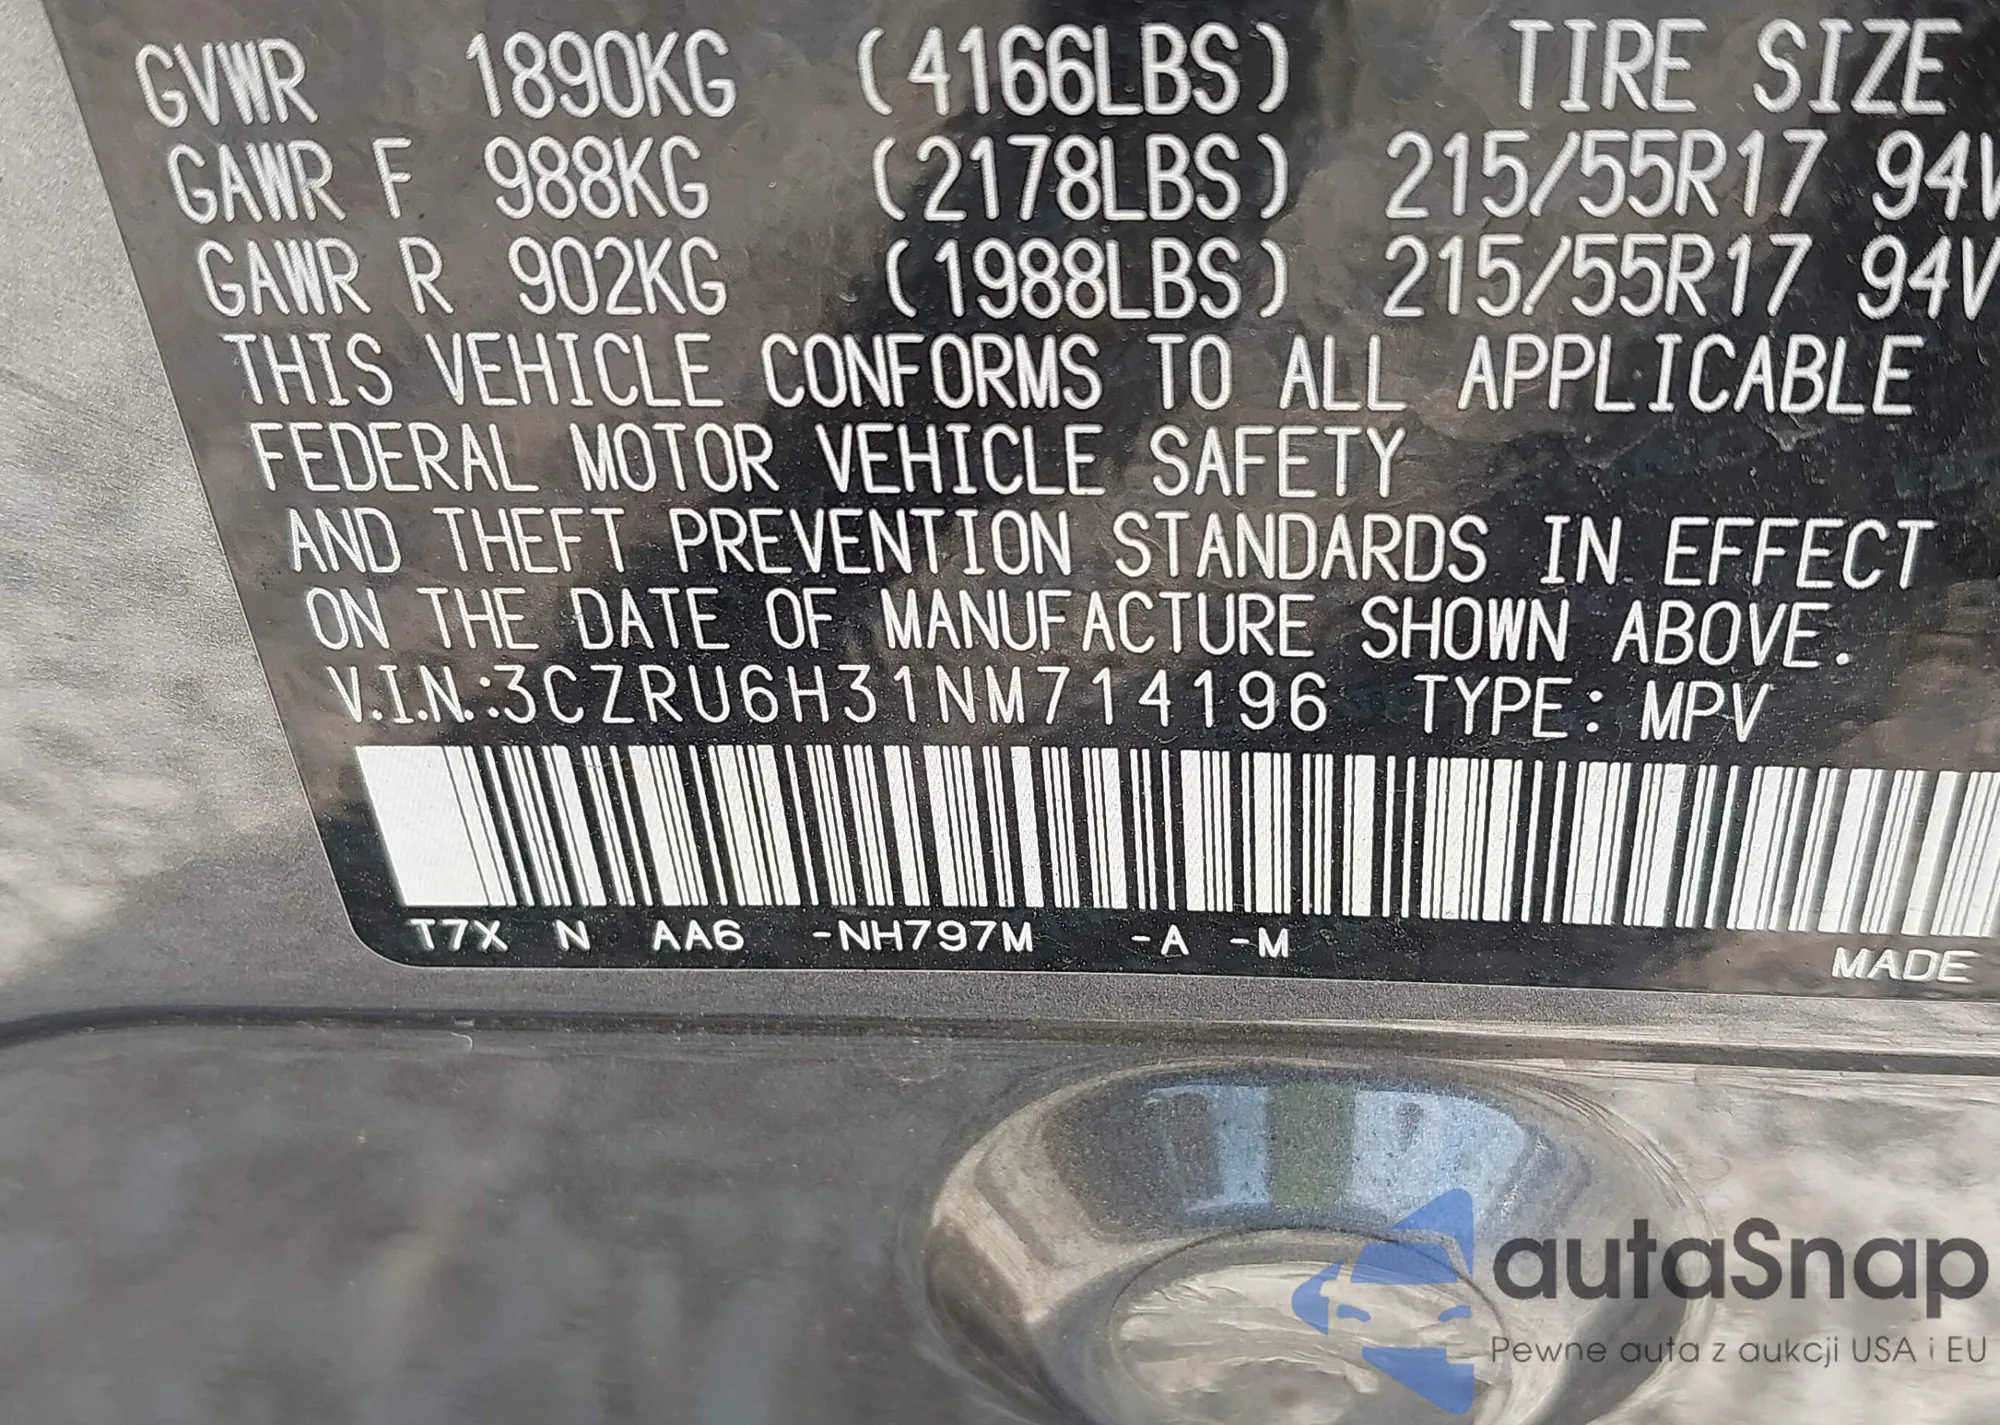 GVWR 1890KG (4166LBS) TIRE SIZE
GAWR F 988KG (2178LBS) 215/55R17 94V
GAWR R 902KG (1988LBS) 215/55R17 94V
THIS VEHICLE CONFORMS TO ALL APPLICABLE
FEDERAL MOTOR VEHICLE SAFETY
AND THEFT PREVENTION STANDARDS IN EFFECT
ON THE DATE OF MANUFACTURE SHOWN ABOVE.
V.I.N.:3CZRU6H31NM714196 TYPE: MPV
T7X N AA6 -NH797M -A -M
MADE
autaSnap
Pewne auta z aukcji USA i EU